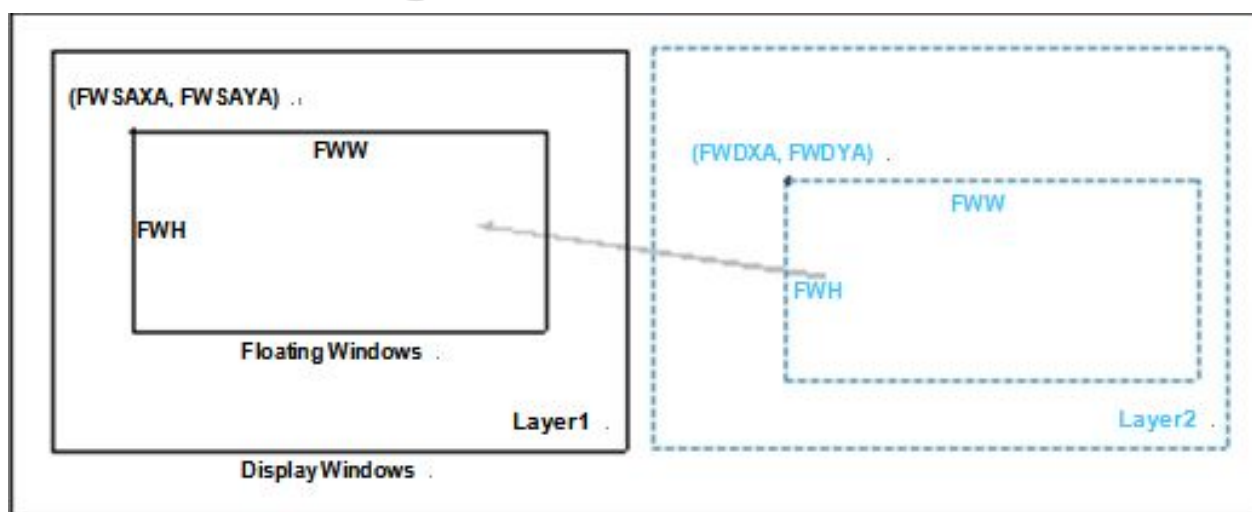 (FWSAXA, FWSAYA)
FWW
FWH
Floating Windows
Layer1
Display Windows
(FWDXA, FWDYA)
FWW
FWH
Layer2